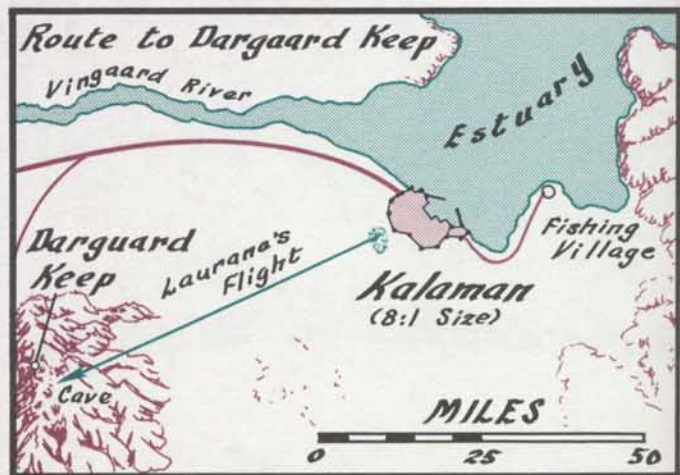 Route to Dargaard Keep
Vingaard River
Estuary
Darguard
Keep
Laurana's
Flight
Fishing
Village
Kalaman
(8:1 Size)
Cave
MILES
0 25 50